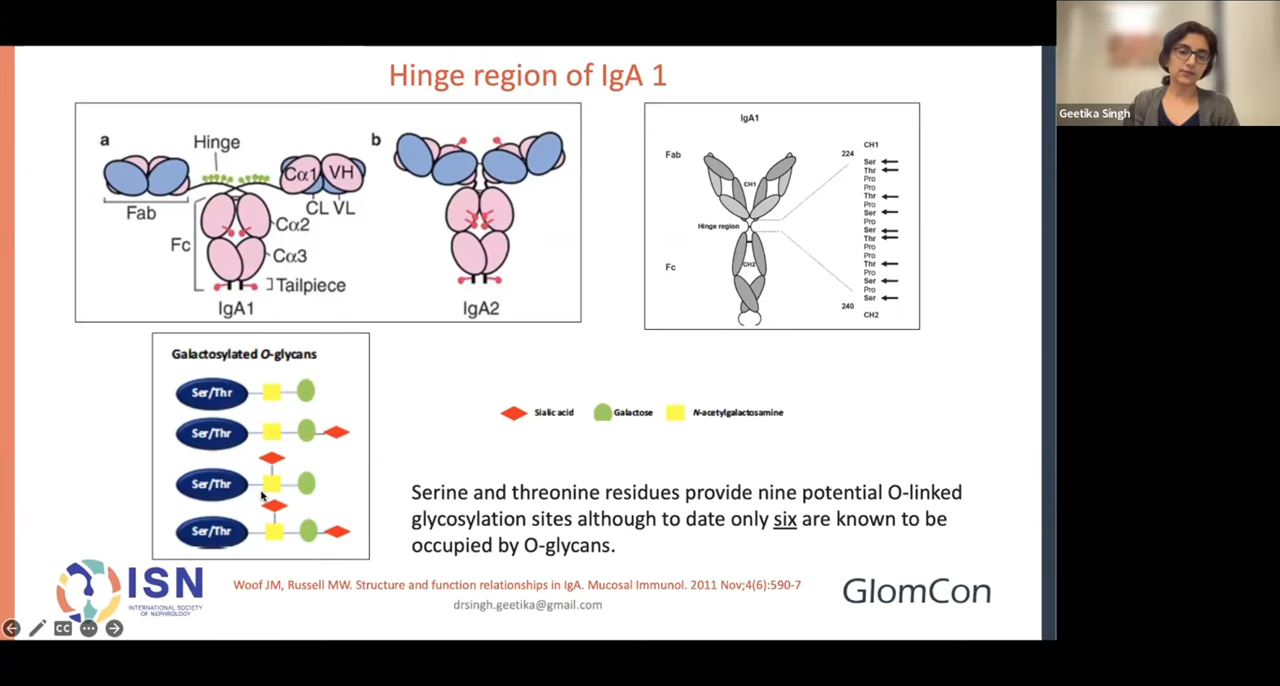 Geetika Singh
Hinge region of IgA 1
a
Hinge
Cα1
VH
CL VL
Fab
Cα2
Fc
Cα3
Tailpiece
IgA1
b
IgA2
IgA1
Fab
CH1
Hinge region
Fc
CH2
224
240
CH1
Ser
Thr
Pro
Pro
Thr
Pro
Ser
Pro
Ser
Thr
Pro
Pro
Thr
Pro
Ser
Pro
Ser
CH2
Galactosylated O-glycans
Ser/Thr
Ser/Thr
Ser/Thr
Ser/Thr
Sialic acid
Galactose
N-acetylgalactosamine
Serine and threonine residues provide nine potential O-linked
glycosylation sites although to date only six are known to be
occupied by O-glycans.
ISN
INTERNATIONAL SOCIETY
OF NEPHROLOGY
Woof JM, Russell MW. Structure and function relationships in IgA. Mucosal Immunol. 2011 Nov;4(6):590-7
drsingh.geetika@gmail.com
GlomCon
CC